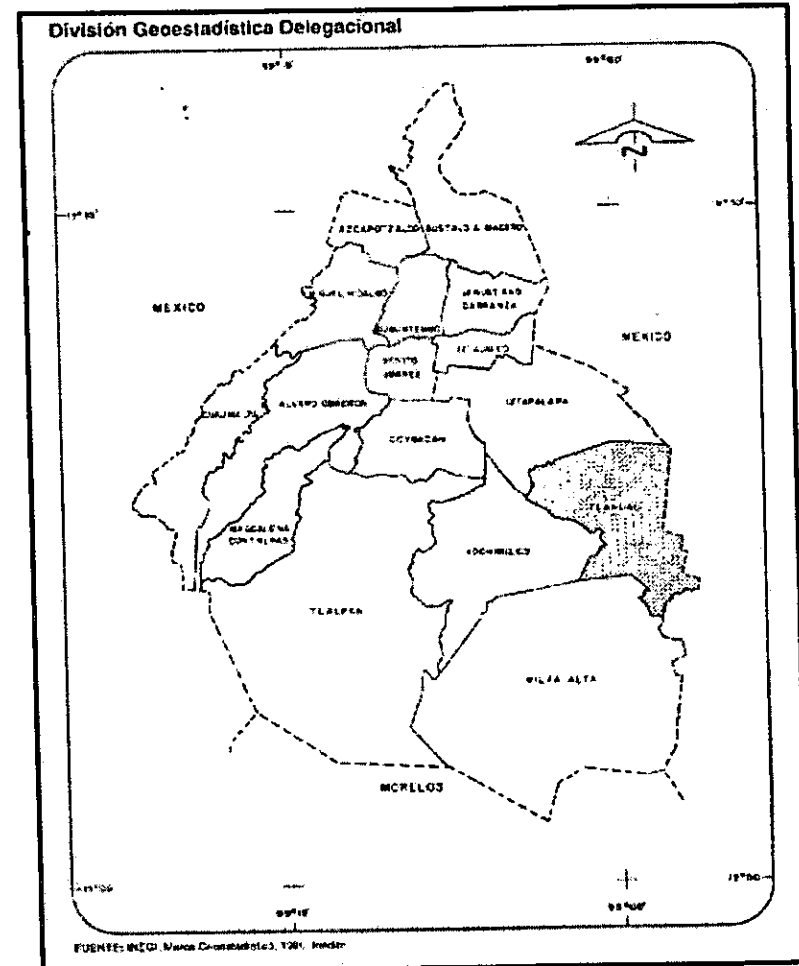 División Geoestadística Delegacional
MEXICO
MEXICO
AZCAPOTZALCO
GUSTAVO A MADERO
MIGUEL HIDALGO
CUAUHTEMOC
VENUSTIANO
CARRANZA
IZTACALCO
BENITO
JUAREZ
IZTAPALAPA
ALVARO OBREGON
COYOACAN
TLAHUAC
MAGDALENA
CONTRERAS
XOCHIMILCO
TLALPAN
MILPA ALTA
MORELOS
FUENTE: INEGI.